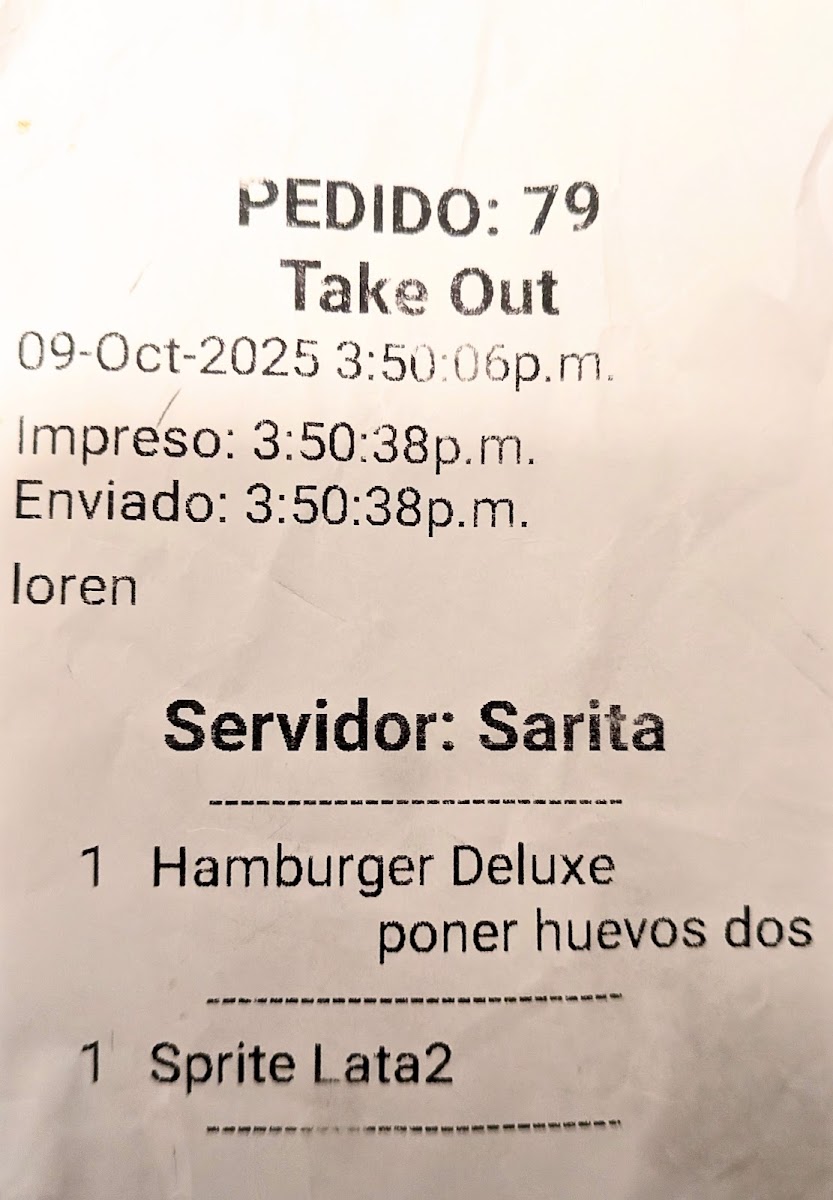 PEDIDO: 79
Take Out
09-Oct-2025 3:50:06p.m.
Impreso: 3:50:38p.m.
Enviado: 3:50:38p.m.
loren
Servidor: Sarita
1 Hamburger Deluxe
poner huevos dos
1 Sprite Lata2